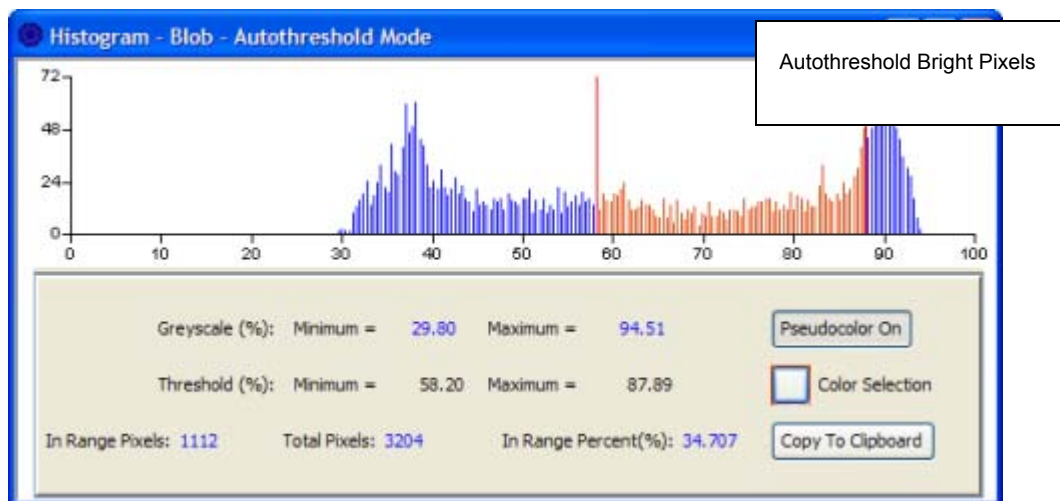 Histogram - Blob - Autothreshold Mode
Autothreshold Bright Pixels
72
48
24
0
0 10 20 30 40 50 60 70 80 90 100
Greyscale (%): Minimum = 29.80 Maximum = 94.51 Pseudocolor On
Threshold (%): Minimum = 58.20 Maximum = 87.89 Color Selection
In Range Pixels: 1112 Total Pixels: 3204 In Range Percent(%): 34.707 Copy To Clipboard